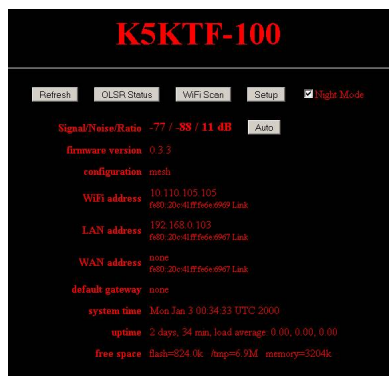 K5KTF-100
Refresh OLSR Status WiFi Scan Setup Night Mode
Signal/Noise/Ratio -77 / -88 / 11 dB Auto
firmware version 0.3.3
configuration mesh
WiFi address 10.110.105.105
fe80::20c:41ff:fe6e:6969 Link
LAN address 192.168.0.103
fe80::20c:41ff:fe6e:6967 Link
WAN address none
fe80::20c:41ff:fe6e:6967 Link
default gateway none
system time Mon Jan 3 00:34:33 UTC 2000
uptime 2 days, 34 min, load average: 0.00, 0.00, 0.00
free space flash=824.0k /tmp=6.9M memory=3204k